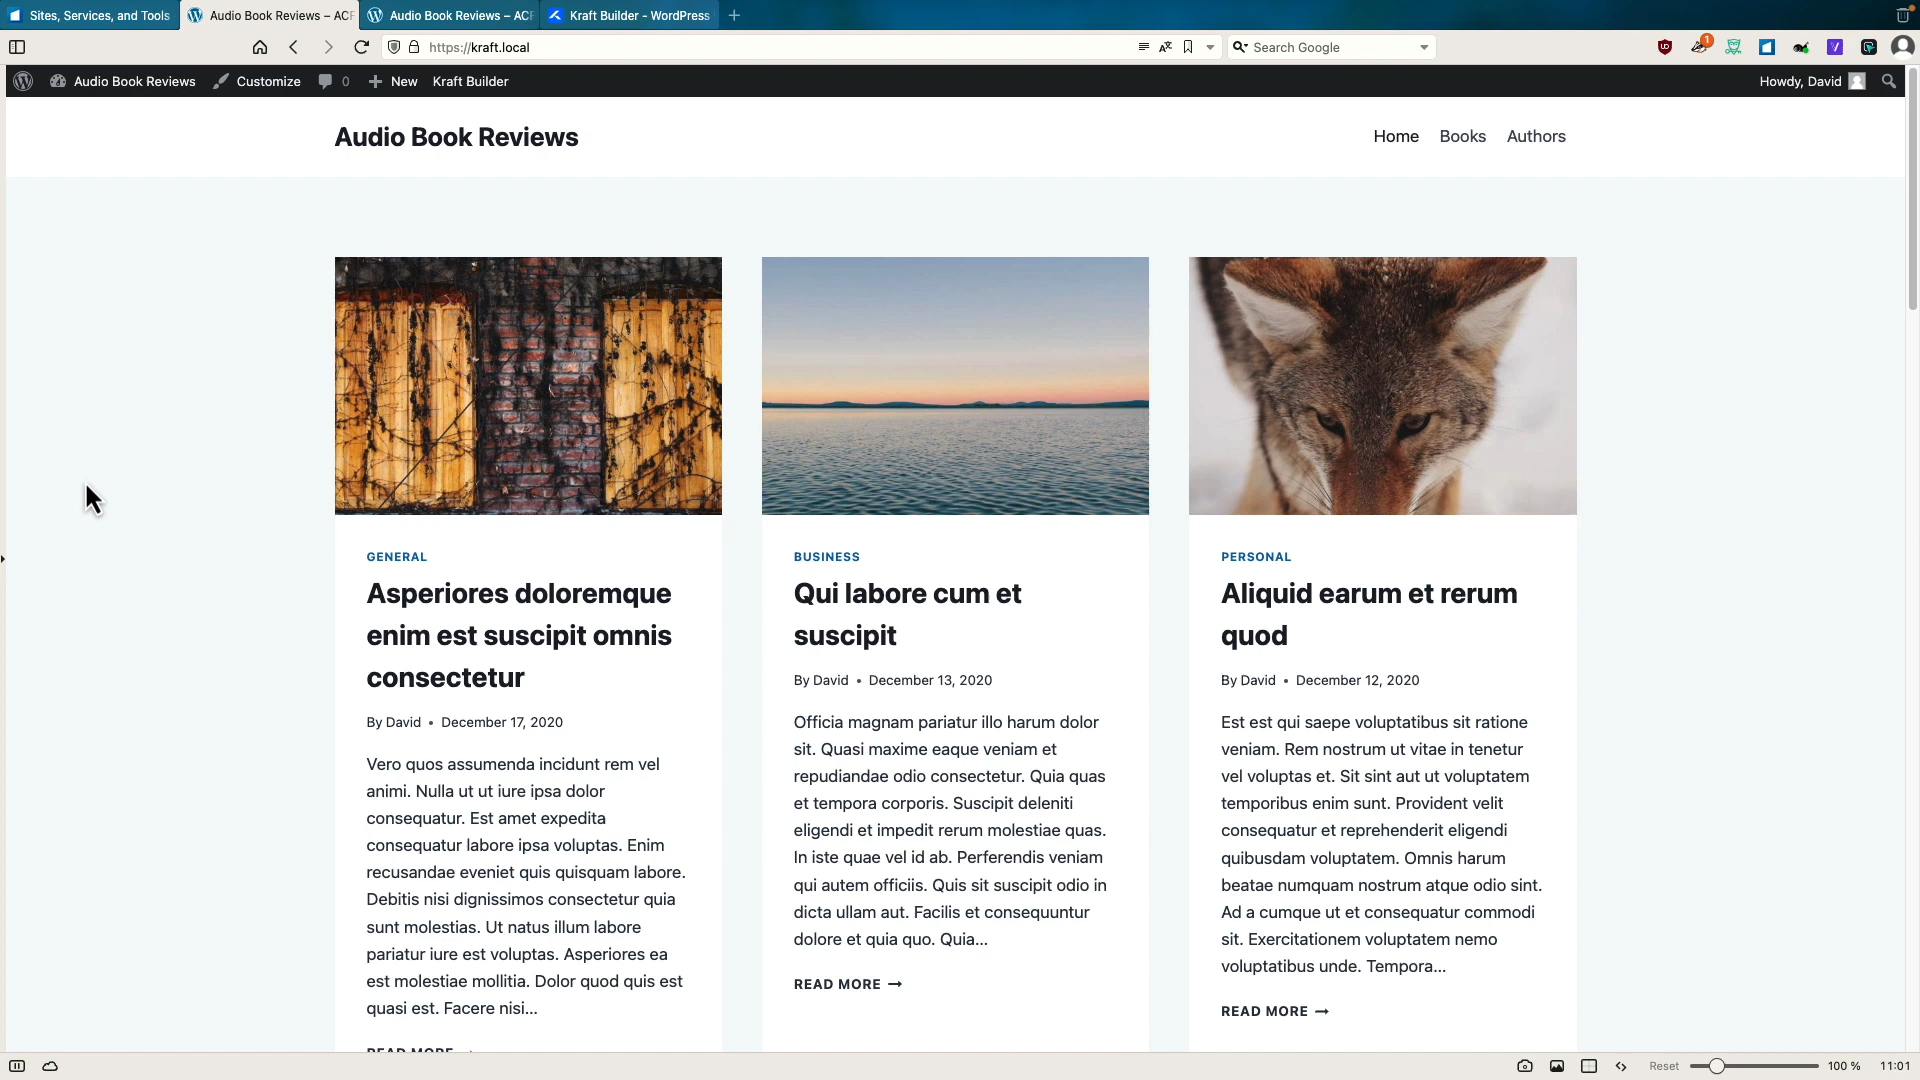 Sites, Services, and Tools
Audio Book Reviews – ACF
Audio Book Reviews – ACF
Kraft Builder - WordPress
https://kraft.local
Search Google
1
Audio Book Reviews
Customize
0
New
Kraft Builder
Howdy, David
Audio Book Reviews
Home
Books
Authors
GENERAL
Asperiores doloremque
enim est suscipit omnis
consectetur
By David • December 17, 2020
Vero quos assumenda incidunt rem vel
animi. Nulla ut ut iure ipsa dolor
consequatur. Est amet expedita
consequatur labore ipsa voluptas. Enim
recusandae eveniet quis quisquam labore.
Debitis nisi dignissimos consectetur quia
sunt molestias. Ut natus illum labore
pariatur iure est voluptas. Asperiores ea
est molestiae mollitia. Dolor quod quis est
quasi est. Facere nisi...
READ MORE
BUSINESS
Qui labore cum et
suscipit
By David • December 13, 2020
Officia magnam pariatur illo harum dolor
sit. Quasi maxime eaque veniam et
repudiandae odio consectetur. Quia quas
et tempora corporis. Suscipit deleniti
eligendi et impedit rerum molestiae quas.
In iste quae vel id ab. Perferendis veniam
qui autem officiis. Quis sit suscipit odio in
dicta ullam aut. Facilis et consequuntur
dolore et quia quo. Quia...
READ MORE →
PERSONAL
Aliquid earum et rerum
quod
By David • December 12, 2020
Est est qui saepe voluptatibus sit ratione
veniam. Rem nostrum ut vitae in tenetur
vel voluptas et. Sit sint aut ut voluptatem
temporibus enim sunt. Provident velit
consequatur et reprehenderit eligendi
quibusdam voluptatem. Omnis harum
beatae numquam nostrum atque odio sint.
Ad a cumque ut et consequatur commodi
sit. Exercitationem voluptatem nemo
voluptatibus unde. Tempora...
READ MORE →
Reset
100 %
11:01